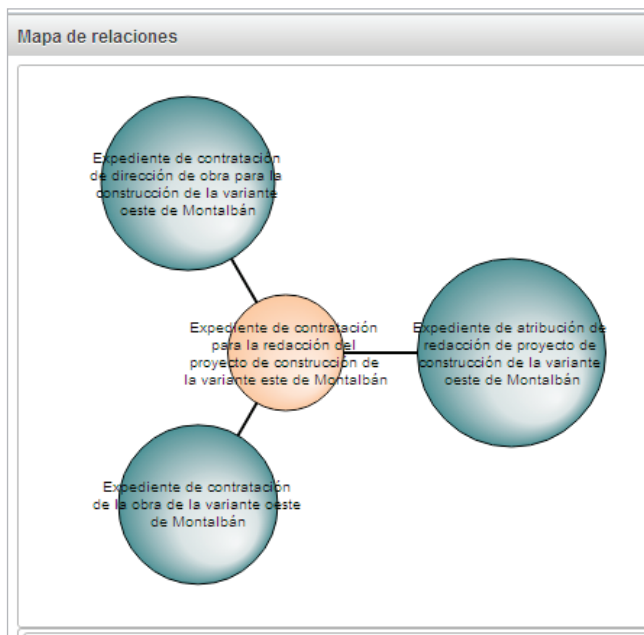 Mapa de relaciones
Expediente de contratación
de dirección de obra para la
construcción de la variante
oeste de Montalbán
Expediente de contratación
para la redacción del
proyecto de construcción de
la variante este de Montalbán
Expediente de atribución de
redacción de proyecto de
construcción de la variante
oeste de Montalbán
Expediente de contratación
de la obra de la variante oeste
de Montalbán